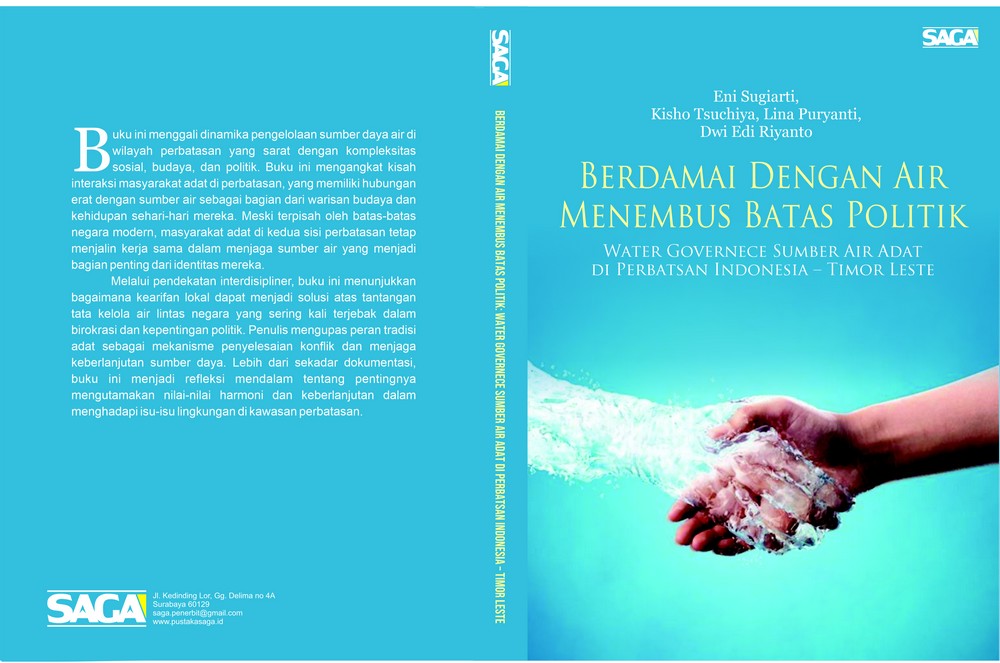 Buku ini menggali dinamika pengelolaan sumber daya air di
wilayah perbatasan yang sarat dengan kompleksitas
sosial, budaya, dan politik. Buku ini mengangkat kisah
interaksi masyarakat adat di perbatasan, yang memiliki hubungan
erat dengan sumber air sebagai bagian dari warisan budaya dan
kehidupan sehari-hari mereka. Meski terpisah oleh batas-batas
negara modern, masyarakat adat di kedua sisi perbatasan tetap
menjalin kerja sama dalam menjaga sumber air yang menjadi
bagian penting dari identitas mereka.
Melalui pendekatan interdisipliner, buku ini menunjukkan
bagaimana kearifan lokal dapat menjadi solusi atas tantangan
tata kelola air lintas negara yang sering kali terjebak dalam
birokrasi dan kepentingan politik. Penulis mengupas peran tradisi
adat sebagai mekanisme penyelesaian konflik dan menjaga
keberlanjutan sumber daya. Lebih dari sekadar dokumentasi,
buku ini menjadi refleksi mendalam tentang pentingnya
mengutamakan nilai-nilai harmoni dan keberlanjutan dalam
menghadapi isu-isu lingkungan di kawasan perbatasan.
SAGA
Jl. Kedinding Lor, Gg. Delima no 4A
Surabaya 60129
saga.penerbit@gmail.com
www.pustakasaga.id
SAGA
BERDAMAI DENGAN AIR MENEMBUS BATAS POLITIK: WATER GOVERNECE SUMBER AIR ADAT DI PERBATSAN INDONESIA – TIMOR LESTE
SAGA
Eni Sugiarti,
Kisho Tsuchiya, Lina Puryanti,
Dwi Edi Riyanto
BERDAMAI DENGAN AIR
MENEMBUS BATAS POLITIK
WATER GOVERNECE SUMBER AIR ADAT
DI PERBATSAN INDONESIA – TIMOR LESTE